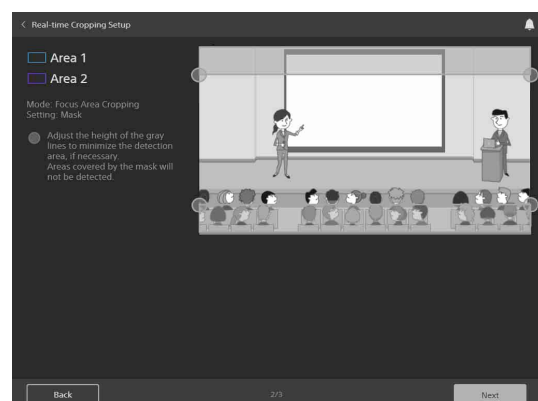 < Real-time Cropping Setup
Area 1
Area 2
Mode: Focus Area Cropping
Setting: Mask
Adjust the height of the gray
lines to minimize the detection
area, if necessary.
Areas covered by the mask will
not be detected.
Back
2/3
Next